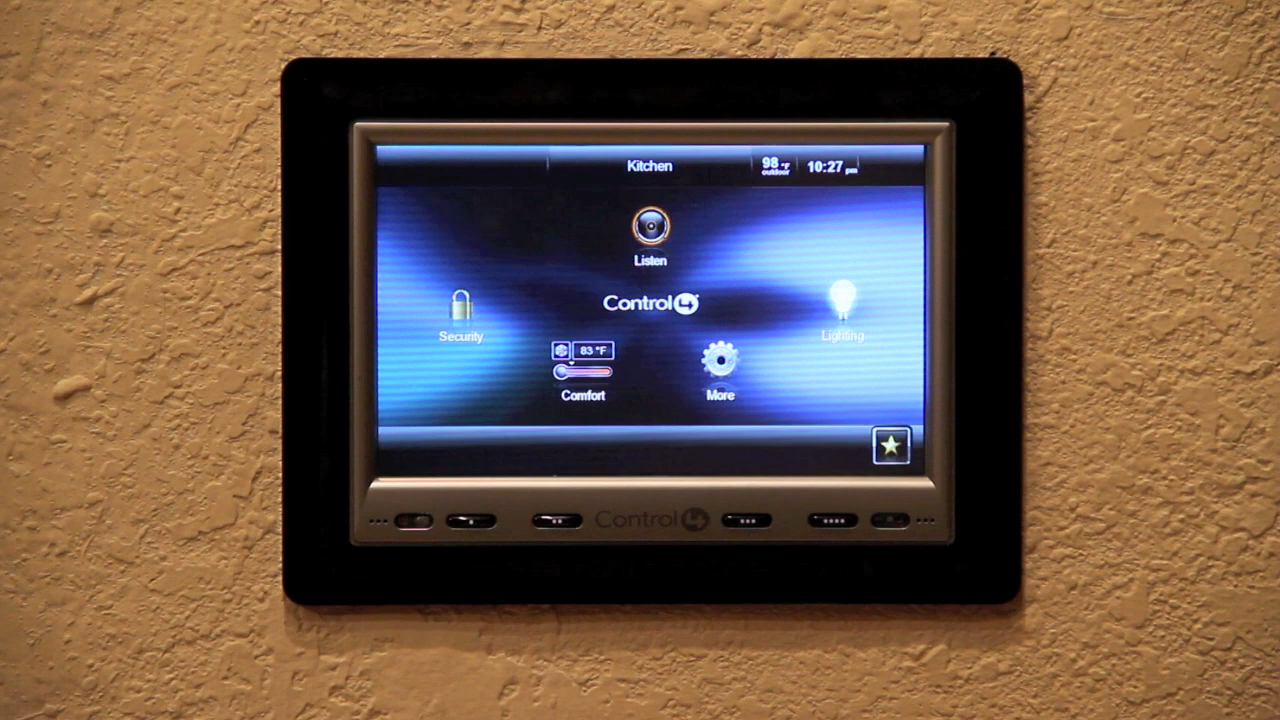 Kitchen
98 °F
outdoor
10:27 pm
Listen
Control4
Security
Lighting
83 °F
Comfort
More
Control4